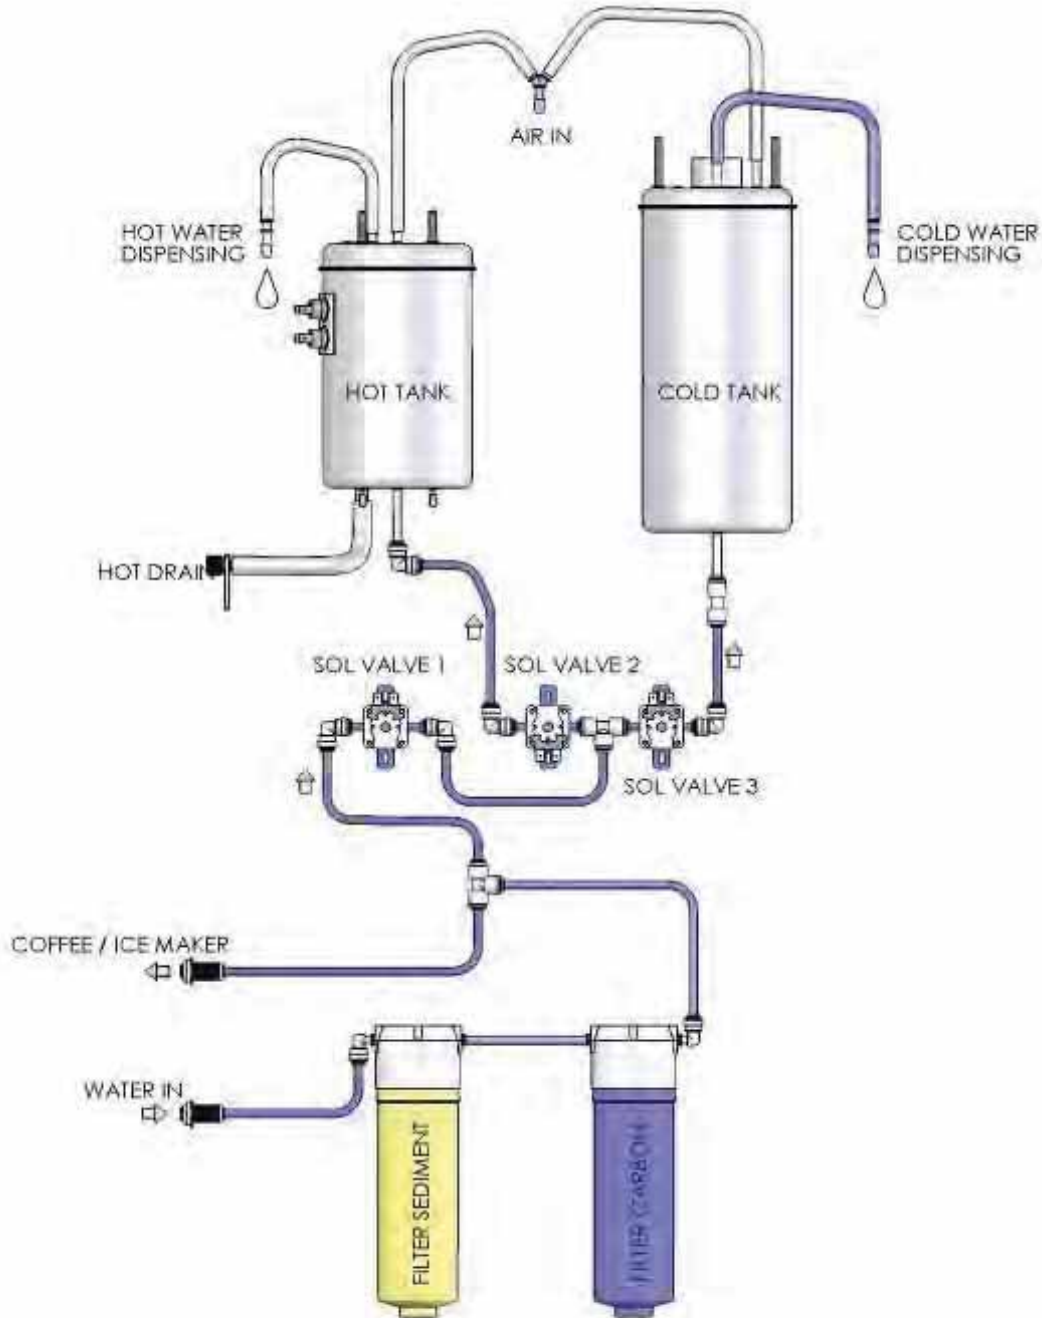 AIR IN
HOT WATER
DISPENSING
COLD WATER
DISPENSING
HOT TANK
COLD TANK
HOT DRAIN
SOL VALVE 1
SOL VALVE 2
SOL VALVE 3
COFFEE / ICE MAKER
WATER IN
FILTER SEDIMENT
FILTER